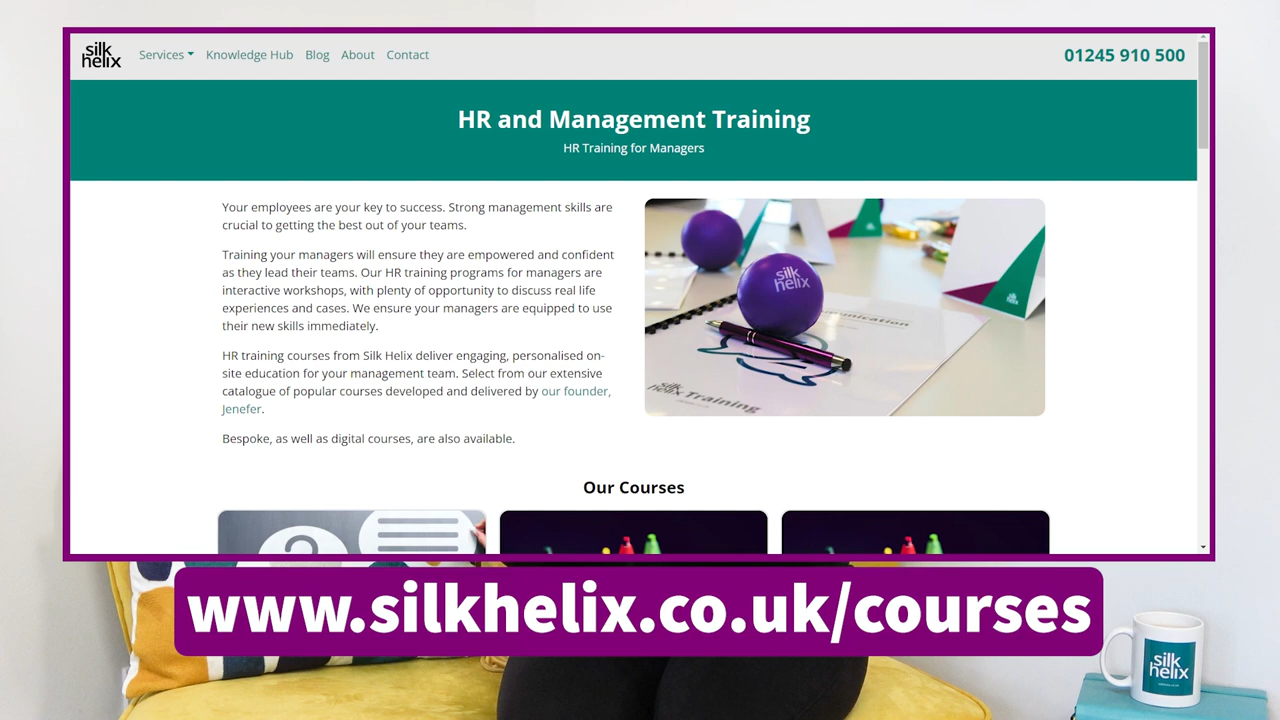 silk
helix
Services
Knowledge Hub
Blog
About
Contact
01245 910 500
HR and Management Training
HR Training for Managers
Your employees are your key to success. Strong management skills are
crucial to getting the best out of your teams.
Training your managers will ensure they are empowered and confident
as they lead their teams. Our HR training programs for managers are
interactive workshops, with plenty of opportunity to discuss real life
experiences and cases. We ensure your managers are equipped to use
their new skills immediately.
HR training courses from Silk Helix deliver engaging, personalised on-
site education for your management team. Select from our extensive
catalogue of popular courses developed and delivered by our founder,
Jenefer.
Bespoke, as well as digital courses, are also available.
silk
helix
silk
helix Training
Our Courses
?
www.silkhelix.co.uk/courses
silk
helix